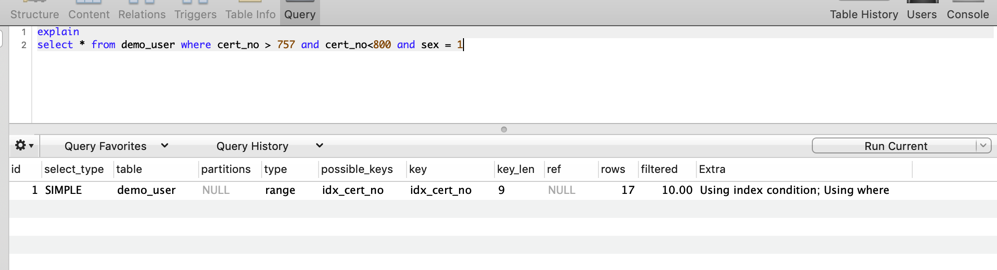 Structure Content Relations Triggers Table Info Query Table History Users Console
1 explain
2 select * from demo_user where cert_no > 757 and cert_no<800 and sex = 1
Query Favorites Query History Run Current
id select_type table partitions type possible_keys key key_len ref rows filtered Extra
1 SIMPLE demo_user NULL range idx_cert_no idx_cert_no 9 NULL 17 10.00 Using index condition; Using where